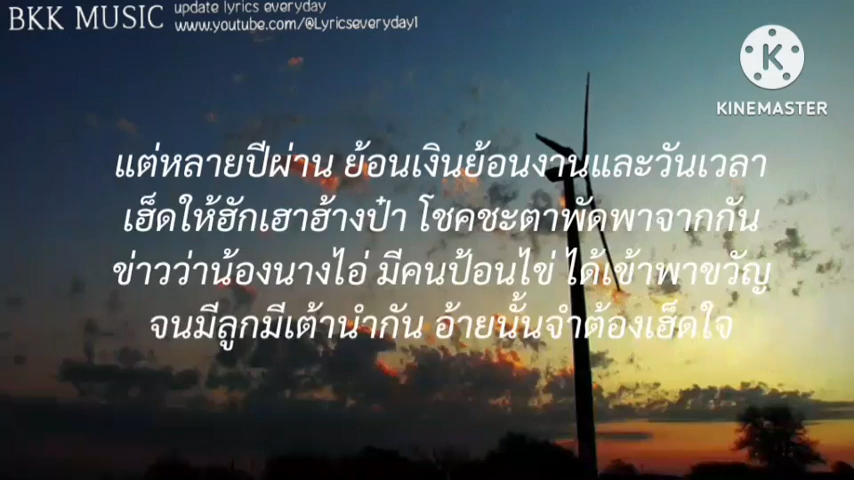 BKK MUSIC
update lyrics everyday
www.youtube.com/@Lyricseveryday1
K
KINEMASTER
แต่หลายปีผ่าน ย้อนเงินย้อนงานและวันเวลา
เฮ็ดให้ฮักเฮาฮ้างป๋า โชคชะตาพัดพาจากกัน
ข่าวว่าน้องนางไอ่ มีคนป้อนไข่ ได้เข้าพาขวัญ
จนมีลูกมีเต้านำกัน อ้ายนั้นจำต้องเฮ็ดใจ